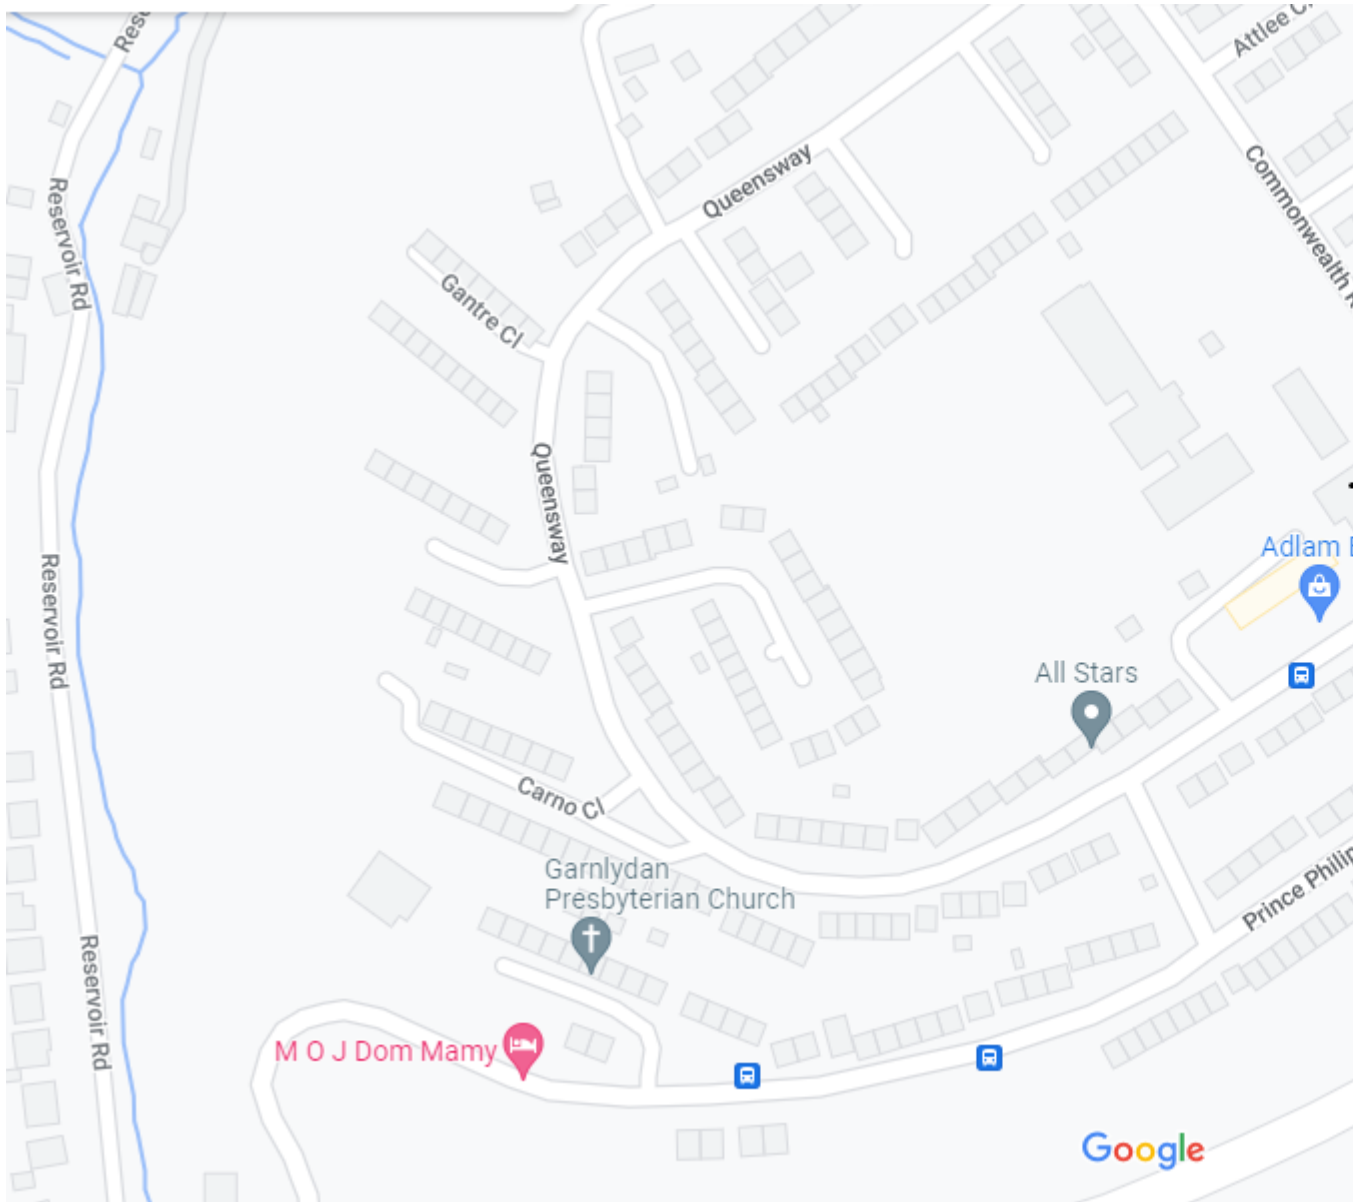 Attlee
Reservoir Rd
Queensway
Commonwealth
Gantre Cl
Queensway
Adlam
Reservoir Rd
All Stars
Carno Cl
Garnlydan
Presbyterian Church
Prince Philip
Reservoir Rd
M O J Dom Mamy
Google